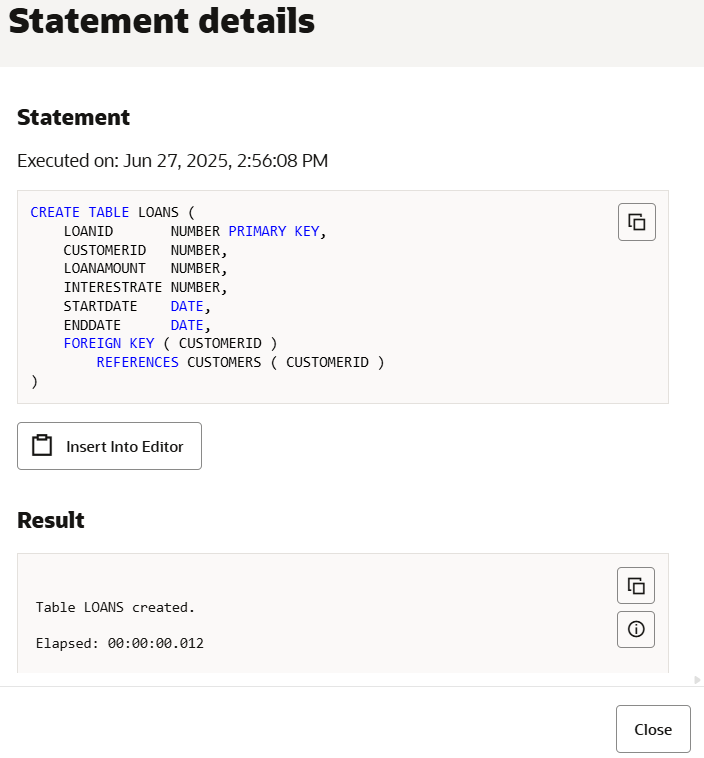 Statement details
Statement
Executed on: Jun 27, 2025, 2:56:08 PM
CREATE TABLE LOANS (
    LOANID       NUMBER PRIMARY KEY,
    CUSTOMERID   NUMBER,
    LOANAMOUNT   NUMBER,
    INTERESTRATE NUMBER,
    STARTDATE    DATE,
    ENDDATE      DATE,
    FOREIGN KEY ( CUSTOMERID )
        REFERENCES CUSTOMERS ( CUSTOMERID )
)
Insert Into Editor
Result
Table LOANS created.
Elapsed: 00:00:00.012
Close